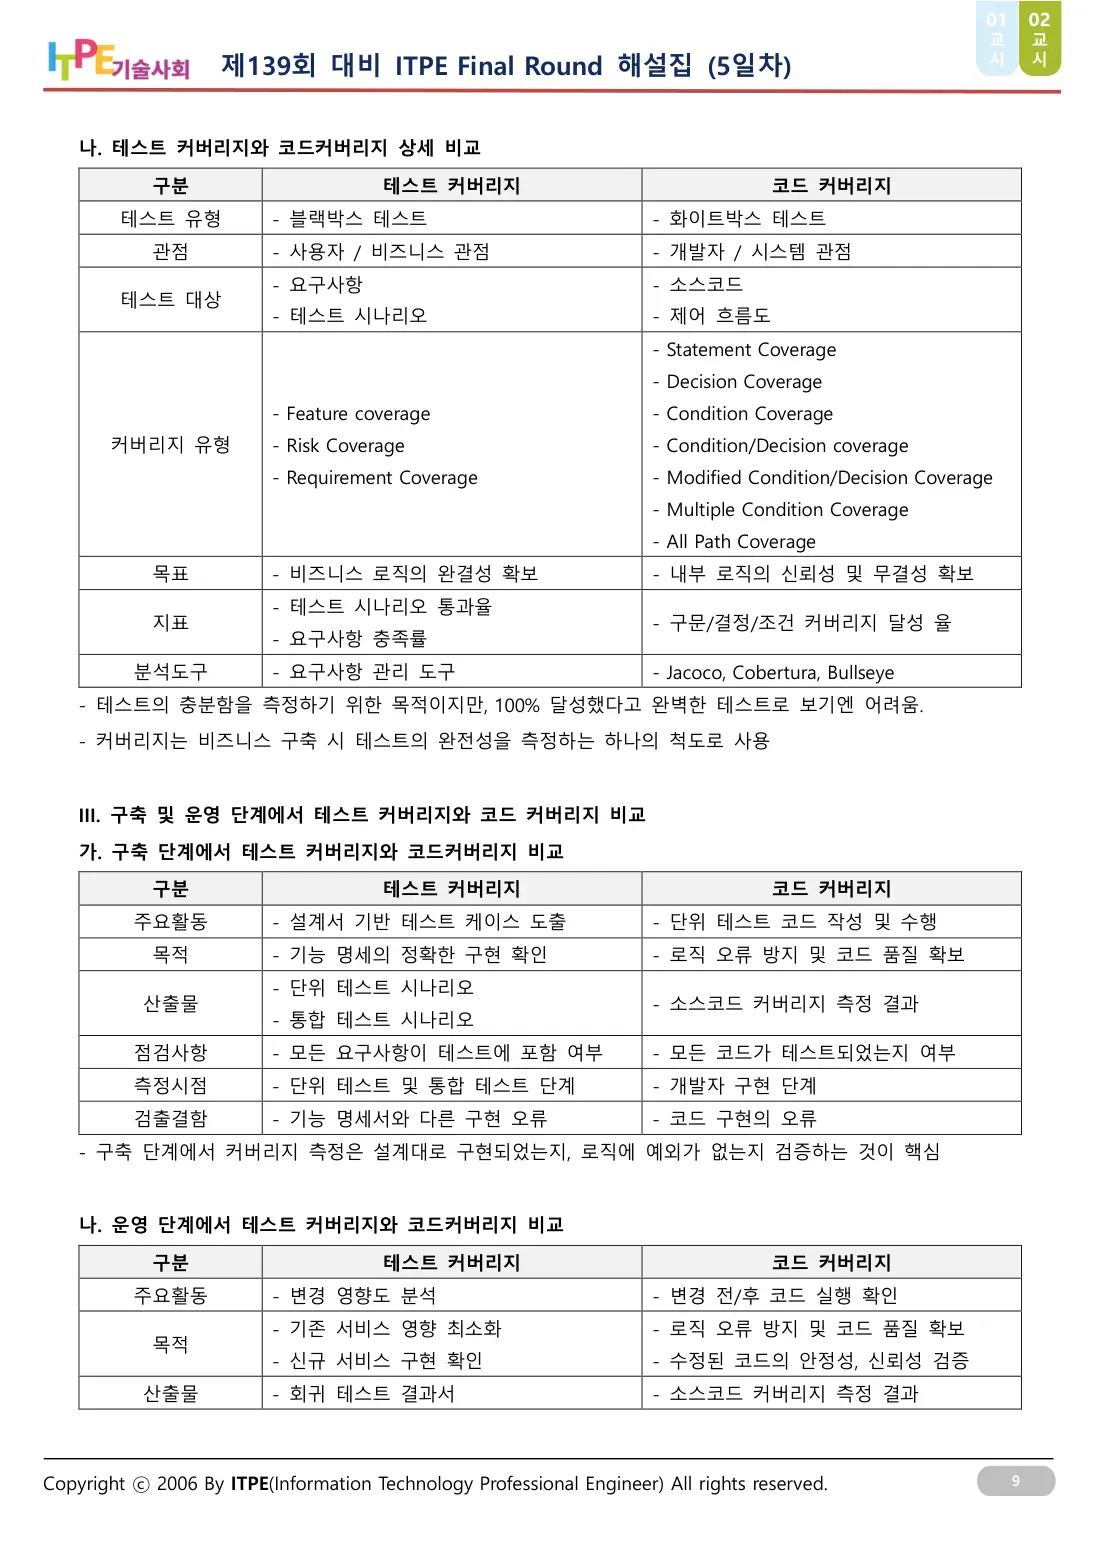 ITPE기술사회 제139회 대비 ITPE Final Round 해설집 (5일차)
01 교 시
02 교 시
나. 테스트 커버리지와 코드커버리지 상세 비교
구분 테스트 커버리지 코드 커버리지
테스트 유형 - 블랙박스 테스트 - 화이트박스 테스트
관점 - 사용자 / 비즈니스 관점 - 개발자 / 시스템 관점
테스트 대상
- 요구사항
- 테스트 시나리오
- 소스코드
- 제어 흐름도
커버리지 유형
- Feature coverage
- Risk Coverage
- Requirement Coverage
- Statement Coverage
- Decision Coverage
- Condition Coverage
- Condition/Decision coverage
- Modified Condition/Decision Coverage
- Multiple Condition Coverage
- All Path Coverage
목표 - 비즈니스 로직의 완결성 확보 - 내부 로직의 신뢰성 및 무결성 확보
지표
- 테스트 시나리오 통과율
- 요구사항 충족률
- 구문/결정/조건 커버리지 달성 율
분석도구 - 요구사항 관리 도구 - Jacoco, Cobertura, Bullseye
- 테스트의 충분함을 측정하기 위한 목적이지만, 100% 달성했다고 완벽한 테스트로 보기엔 어려움.
- 커버리지는 비즈니스 구축 시 테스트의 완전성을 측정하는 하나의 척도로 사용
III. 구축 및 운영 단계에서 테스트 커버리지와 코드 커버리지 비교
가. 구축 단계에서 테스트 커버리지와 코드커버리지 비교
구분 테스트 커버리지 코드 커버리지
주요활동 - 설계서 기반 테스트 케이스 도출 - 단위 테스트 코드 작성 및 수행
목적 - 기능 명세의 정확한 구현 확인 - 로직 오류 방지 및 코드 품질 확보
산출물
- 단위 테스트 시나리오
- 통합 테스트 시나리오
- 소스코드 커버리지 측정 결과
점검사항 - 모든 요구사항이 테스트에 포함 여부 - 모든 코드가 테스트되었는지 여부
측정시점 - 단위 테스트 및 통합 테스트 단계 - 개발자 구현 단계
검출결함 - 기능 명세서와 다른 구현 오류 - 코드 구현의 오류
- 구축 단계에서 커버리지 측정은 설계대로 구현되었는지, 로직에 예외가 없는지 검증하는 것이 핵심
나. 운영 단계에서 테스트 커버리지와 코드커버리지 비교
구분 테스트 커버리지 코드 커버리지
주요활동 - 변경 영향도 분석 - 변경 전/후 코드 실행 확인
목적
- 기존 서비스 영향 최소화
- 신규 서비스 구현 확인
- 로직 오류 방지 및 코드 품질 확보
- 수정된 코드의 안정성, 신뢰성 검증
산출물 - 회귀 테스트 결과서 - 소스코드 커버리지 측정 결과
Copyright ⓒ 2006 By ITPE(Information Technology Professional Engineer) All rights reserved.
9